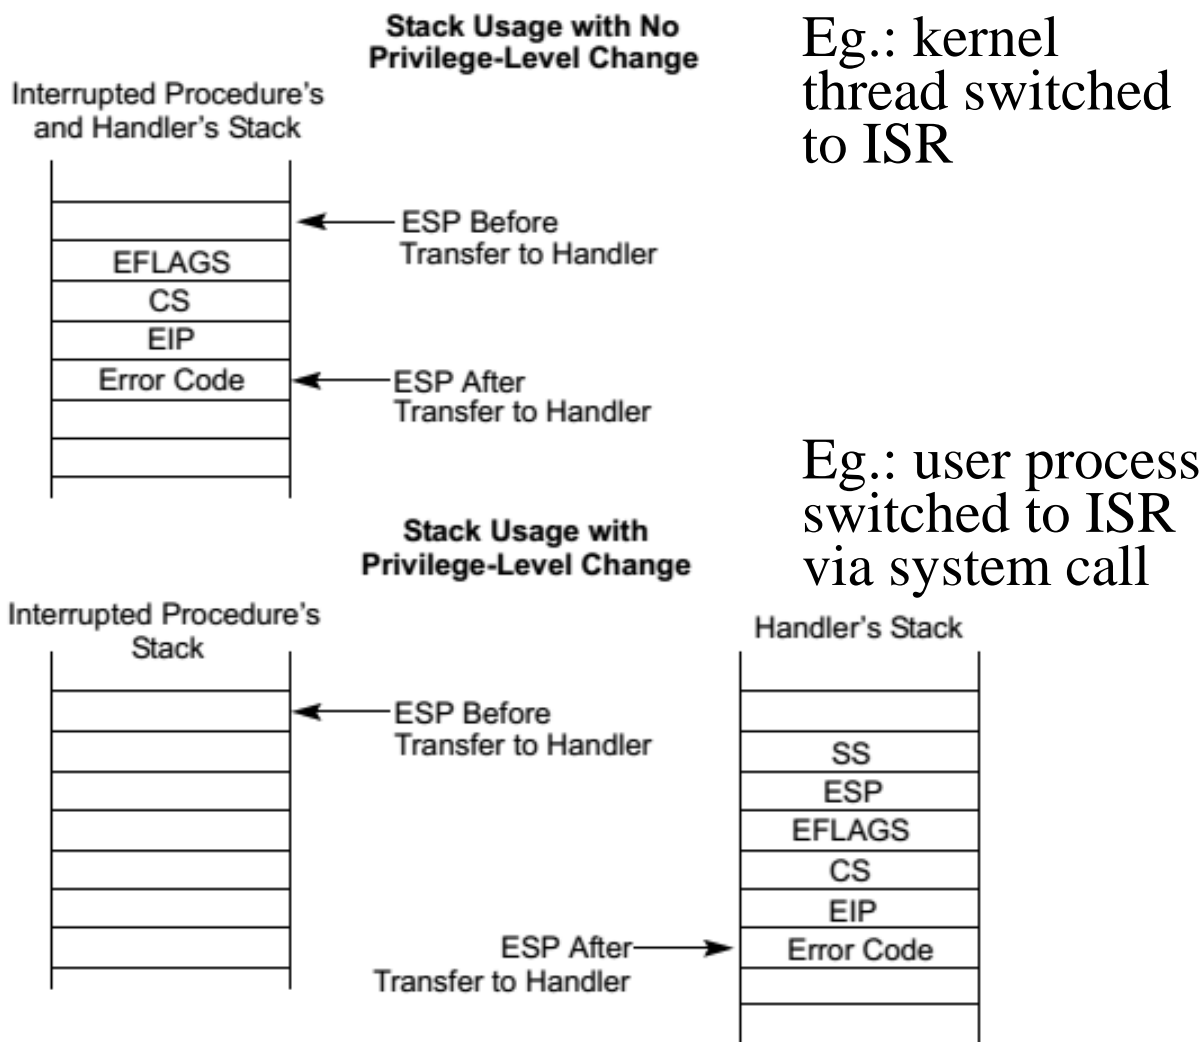 Stack Usage with No
Privilege-Level Change
Eg.: kernel
thread switched
to ISR
Interrupted Procedure's
and Handler's Stack
ESP Before
Transfer to Handler
EFLAGS
CS
EIP
Error Code
ESP After
Transfer to Handler
Eg.: user process
switched to ISR
via system call
Stack Usage with
Privilege-Level Change
Interrupted Procedure's
Stack
Handler's Stack
ESP Before
Transfer to Handler
SS
ESP
EFLAGS
CS
EIP
Error Code
ESP After
Transfer to Handler